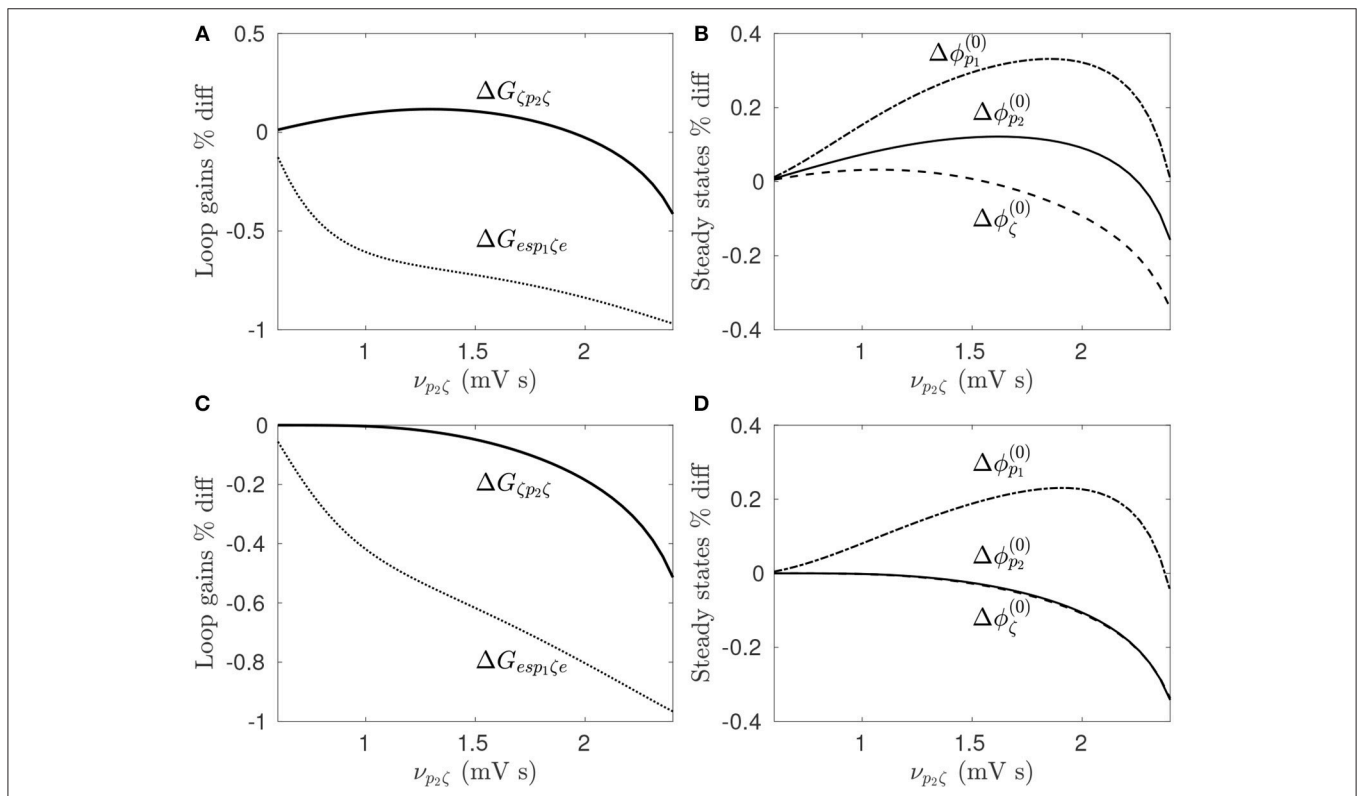 A
Loop gains % diff
0.5
0
-0.5
-1
ΔG_{ζp₂ζ}
ΔG_{esp₁ζe}
1
1.5
2
ν_{p₂ζ} (mV s)
B
Steady states % diff
0.4
0.2
0
-0.2
-0.4
Δϕ_{p₁}^{(0)}
Δϕ_{p₂}^{(0)}
Δϕ_ζ^{(0)}
1
1.5
2
ν_{p₂ζ} (mV s)
C
Loop gains % diff
0
-0.2
-0.4
-0.6
-0.8
-1
ΔG_{ζp₂ζ}
ΔG_{esp₁ζe}
1
1.5
2
ν_{p₂ζ} (mV s)
D
Steady states % diff
0.4
0.2
0
-0.2
-0.4
Δϕ_{p₁}^{(0)}
Δϕ_{p₂}^{(0)}
Δϕ_ζ^{(0)}
1
1.5
2
ν_{p₂ζ} (mV s)